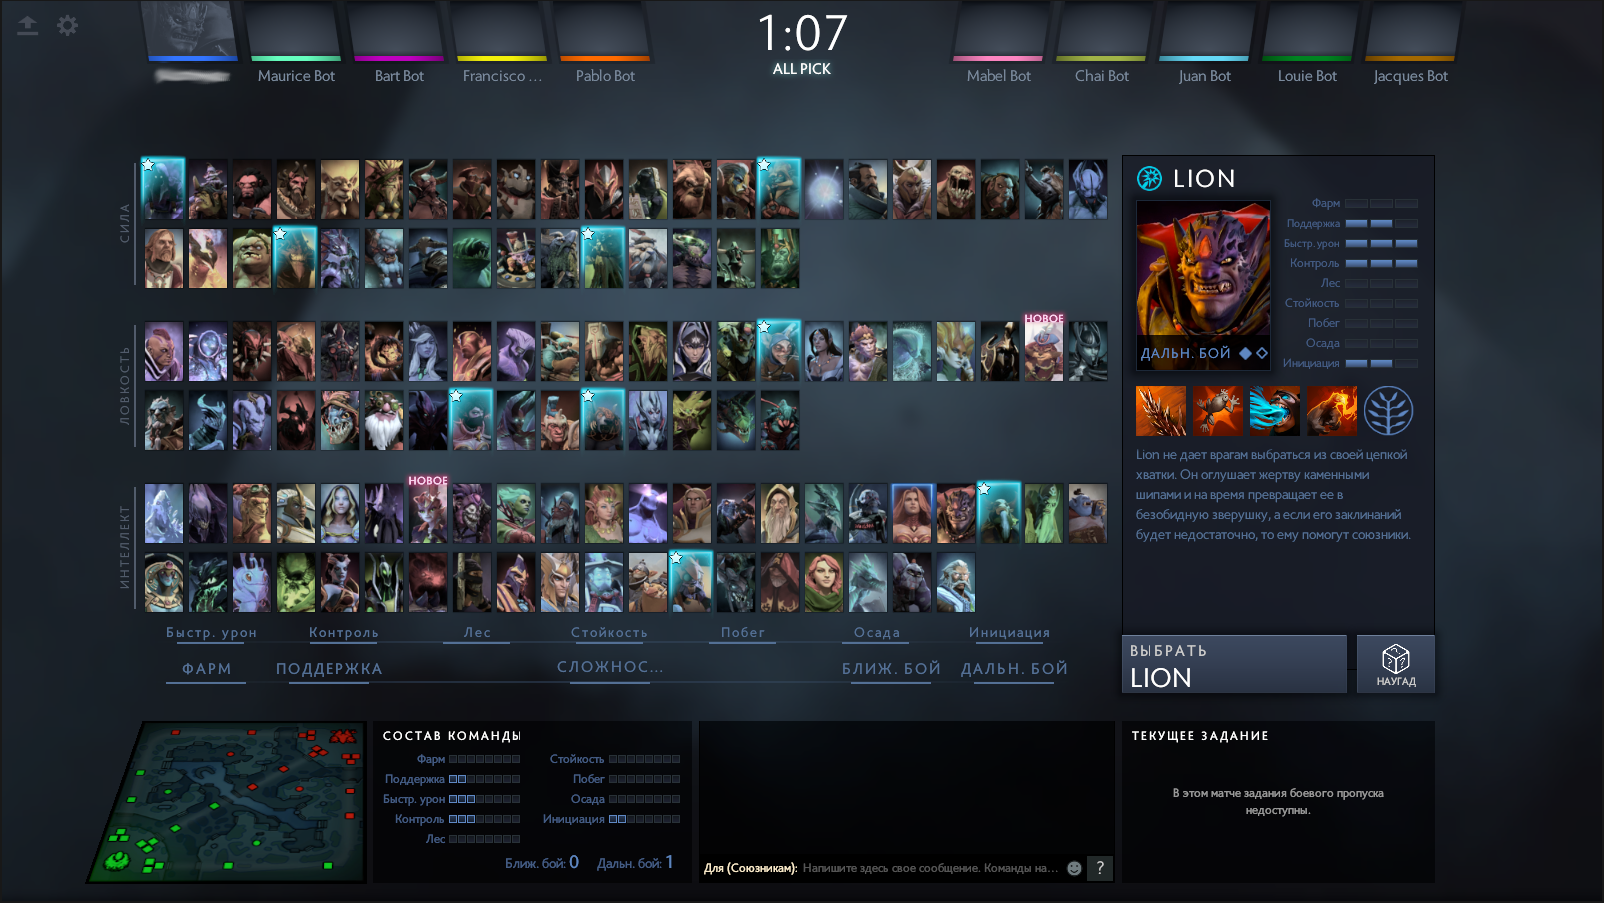 1:07
ALL PICK
Maurice Bot
Bart Bot
Francisco ...
Pablo Bot
Mabel Bot
Chai Bot
Juan Bot
Louie Bot
Jacques Bot
СИЛА
ЛОВКОСТЬ
НОВОЕ
ИНТЕЛЛЕКТ
НОВОЕ
Быстр. урон
Контроль
Лес
Стойкость
Побег
Осада
Инициация
ФАРМ
ПОДДЕРЖКА
СЛОЖНОС...
БЛИЖ. БОЙ
ДАЛЬН. БОЙ
LION
ДАЛЬН. БОЙ
Фарм
Поддержка
Быстр. урон
Контроль
Лес
Стойкость
Побег
Осада
Инициация
Lion не дает врагам выбраться из своей цепкой
хватки. Он оглушает жертву каменными
шипами и на время превращает ее в
безобидную зверушку, а если его заклинаний
будет недостаточно, то ему помогут союзники.
ВЫБРАТЬ
LION
НАУГАД
СОСТАВ КОМАНДЫ
Фарм
Поддержка
Быстр. урон
Контроль
Лес
Стойкость
Побег
Осада
Инициация
Ближ. бой: 0
Дальн. бой: 1
Для (Союзникам): Напишите здесь свое сообщение. Команды на...
?
ТЕКУЩЕЕ ЗАДАНИЕ
В этом матче задания боевого пропуска
недоступны.